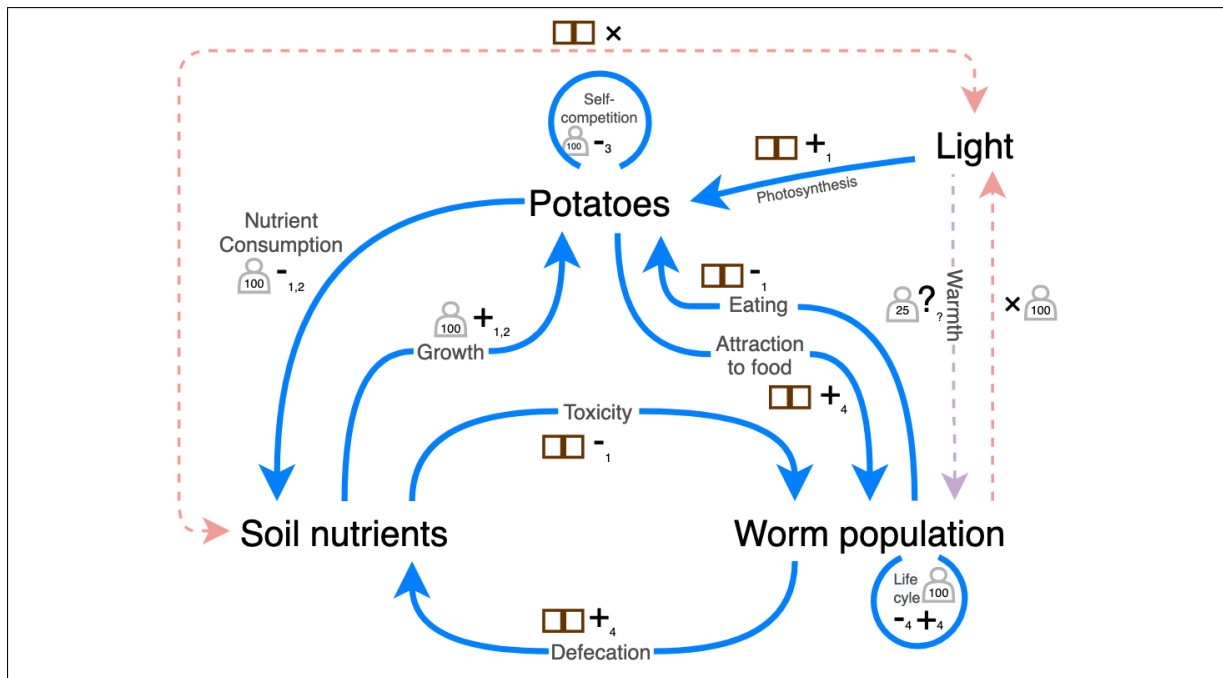 ×
Self-
competition
100 -3
Light
+1
Photosynthesis
Potatoes
Nutrient
Consumption
100 -1,2
-1
Eating
25 ??
Warmth
× 100
100 +1,2
Growth
Attraction
to food
+4
Toxicity
-1
Soil nutrients
Worm population
Life
cyle
100
-4 +4
+4
Defecation